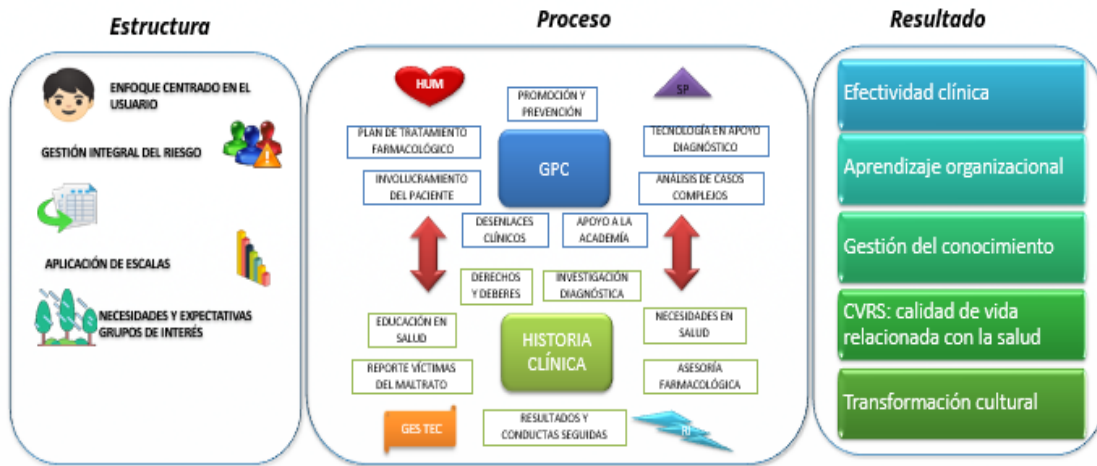 Estructura
ENFOQUE CENTRADO EN EL
USUARIO
GESTIÓN INTEGRAL DEL RIESGO
APLICACIÓN DE ESCALAS
NECESIDADES Y EXPECTATIVAS
GRUPOS DE INTERÉS
Proceso
HUM
SP
PROMOCIÓN Y
PREVENCIÓN
PLAN DE TRATAMIENTO
FARMACOLÓGICO
TECNOLOGÍA EN APOYO
DIAGNÓSTICO
GPC
INVOLUCRAMIENTO
DEL PACIENTE
ANÁLISIS DE CASOS
COMPLEJOS
DESENLACES
CLÍNICOS
APOYO A LA
ACADEMÍA
DERECHOS
Y DEBERES
INVESTIGACIÓN
DIAGNÓSTICA
EDUCACIÓN EN
SALUD
NECESIDADES EN
SALUD
HISTORIA
CLÍNICA
REPORTE VÍCTIMAS
DEL MALTRATO
ASESORÍA
FARMACOLÓGICA
GES TEC
RESULTADOS Y
CONDUCTAS SEGUIDAS
Resultado
Efectividad clínica
Aprendizaje organizacional
Gestión del conocimiento
CVRS: calidad de vida
relacionada con la salud
Transformación cultural